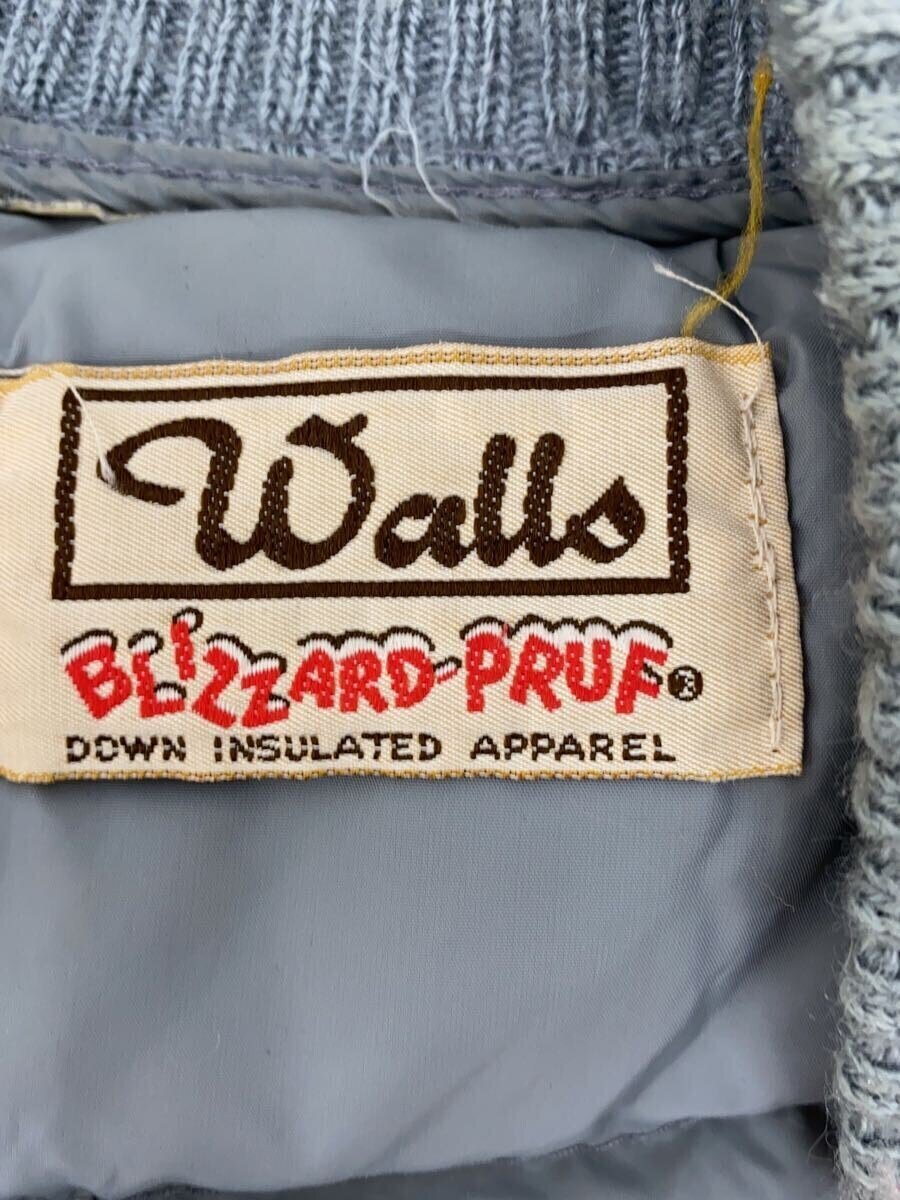 Walls
BLIZZARD-PRUF®
DOWN INSULATED APPAREL